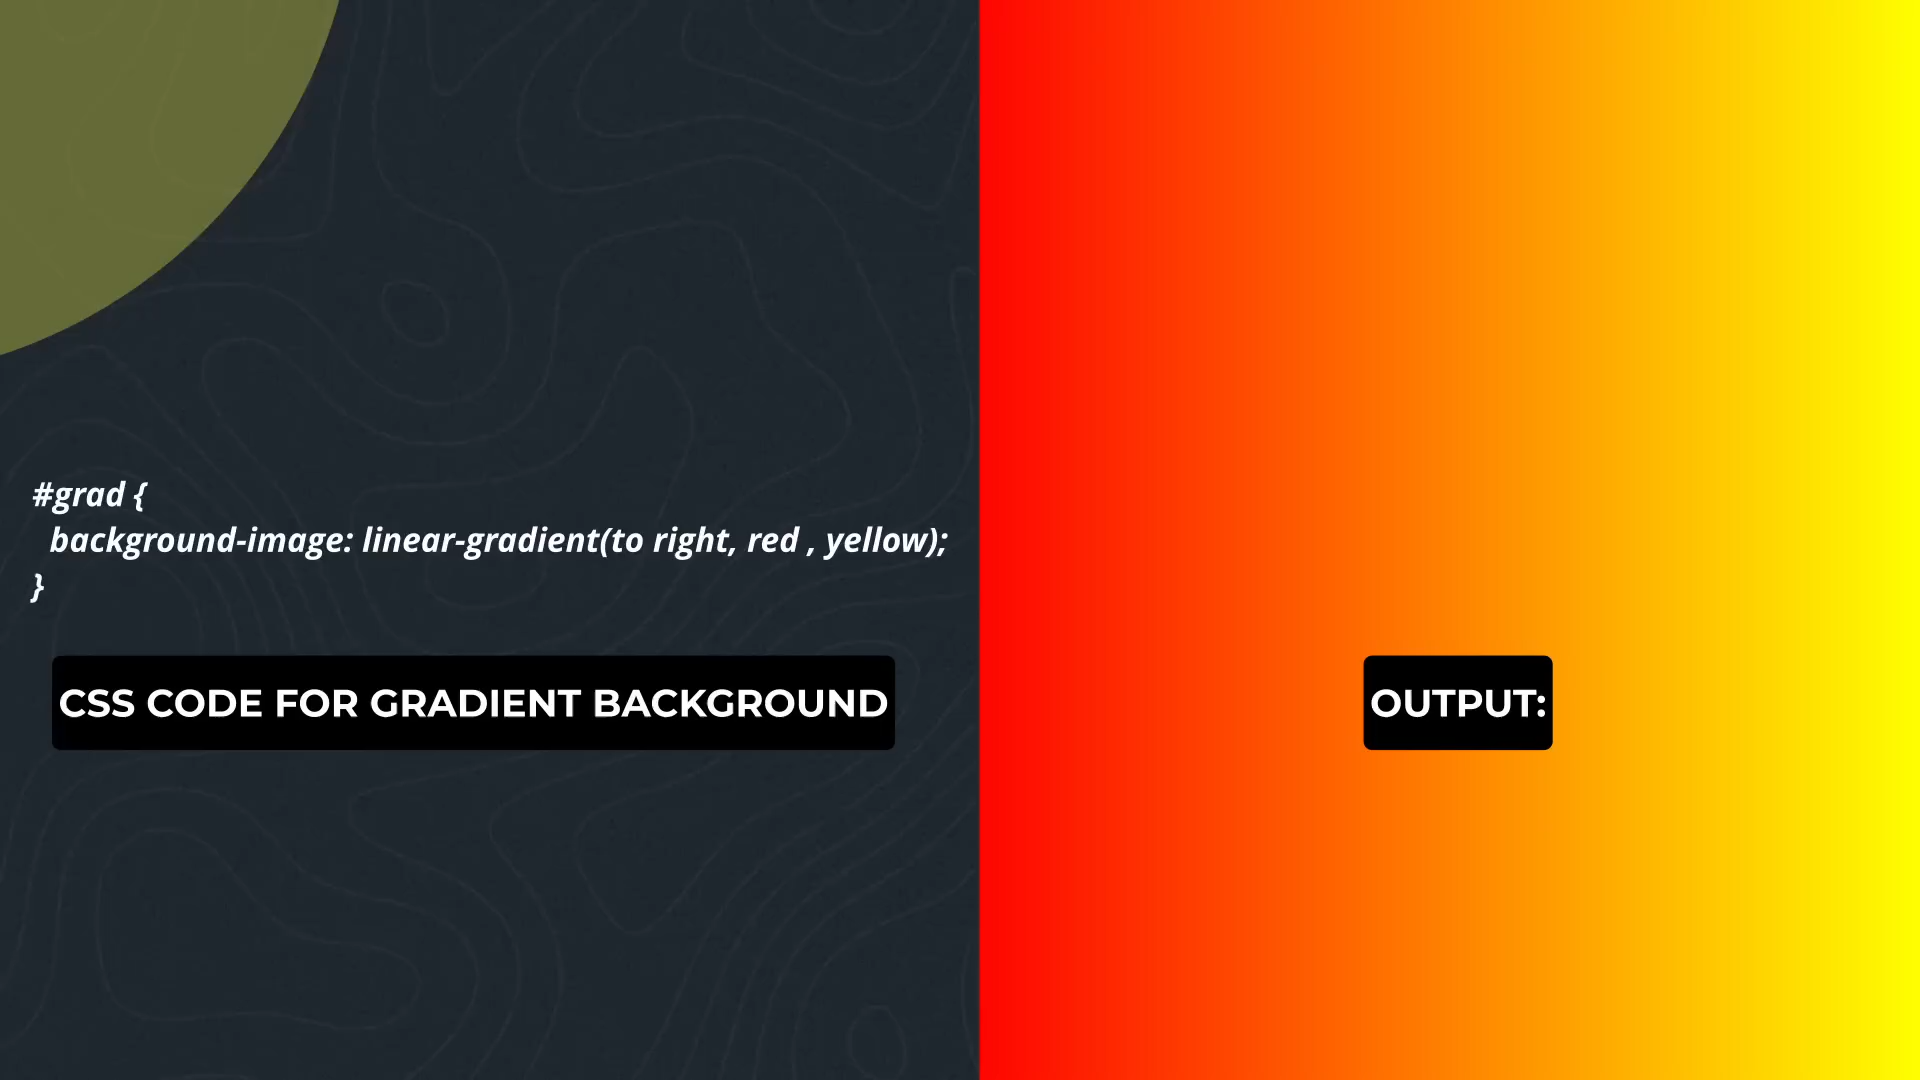 #grad {
  background-image: linear-gradient(to right, red , yellow);
}
CSS CODE FOR GRADIENT BACKGROUND
OUTPUT: